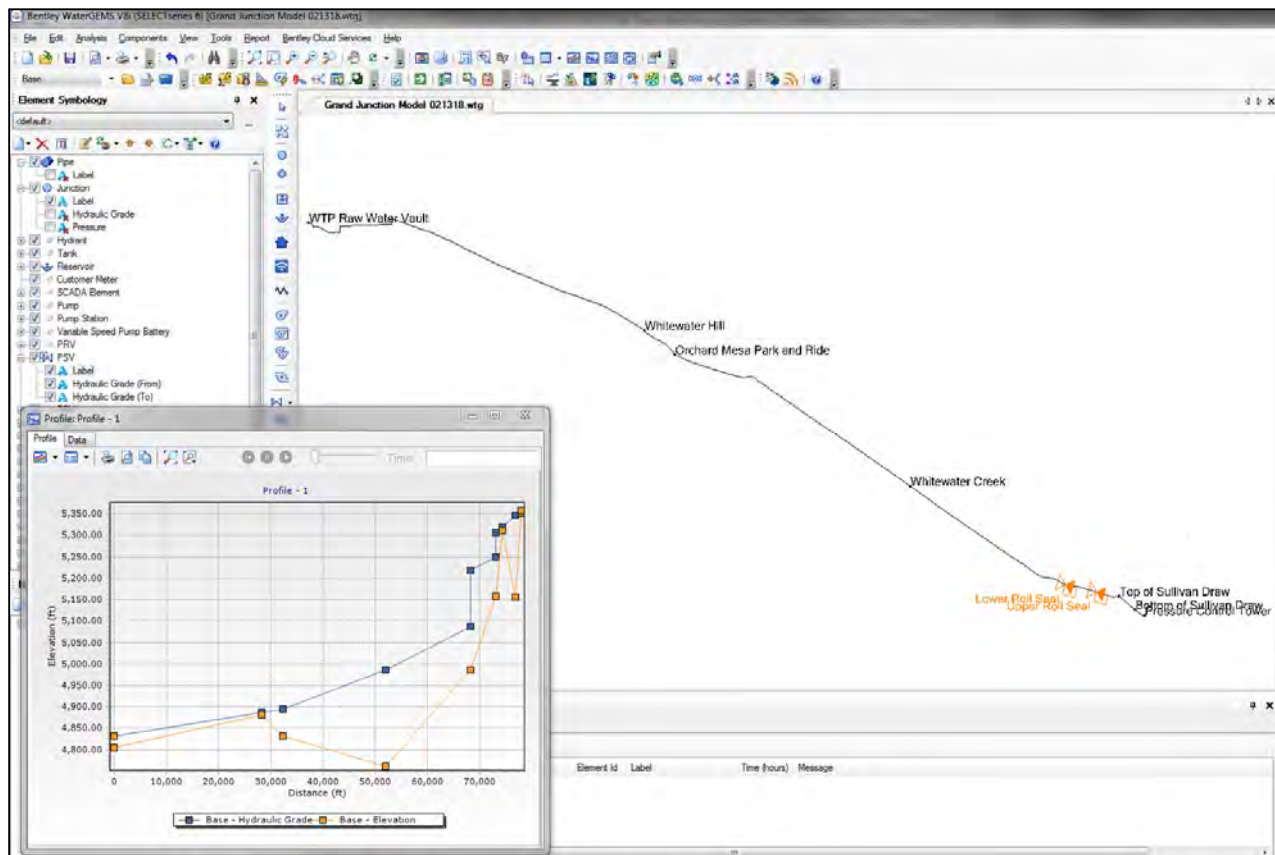 Bentley WaterGEMS V8i (SELECTseries 6) [Grand Junction Model 021318.wtg]
File Edit Analysis Components View Tools Report Bentley Cloud Services Help
Base
Element Symbology
<default>
Pipe
Label
Junction
Label
Hydraulic Grade
Pressure
Hydrant
Tank
Reservoir
Customer Meter
SCADA Element
Pump
Pump Station
Variable Speed Pump Battery
PRV
PSV
Label
Hydraulic Grade (From)
Hydraulic Grade (To)
Grand Junction Model 021318.wtg
WTP Raw Water Vault
Whitewater Hill
Orchard Mesa Park and Ride
Whitewater Creek
Lower Roll Seal
Upper Roll Seal
Top of Sullivan Draw
Bottom of Sullivan Draw
Pressure Control Tower
Profile: Profile - 1
Profile Data
Time:
Profile - 1
Elevation (ft)
5,350.00
5,300.00
5,250.00
5,200.00
5,150.00
5,100.00
5,050.00
5,000.00
4,950.00
4,900.00
4,850.00
4,800.00
0 10,000 20,000 30,000 40,000 50,000 60,000 70,000
Distance (ft)
Base - Hydraulic Grade Base - Elevation
Element Id Label Time (hours) Message